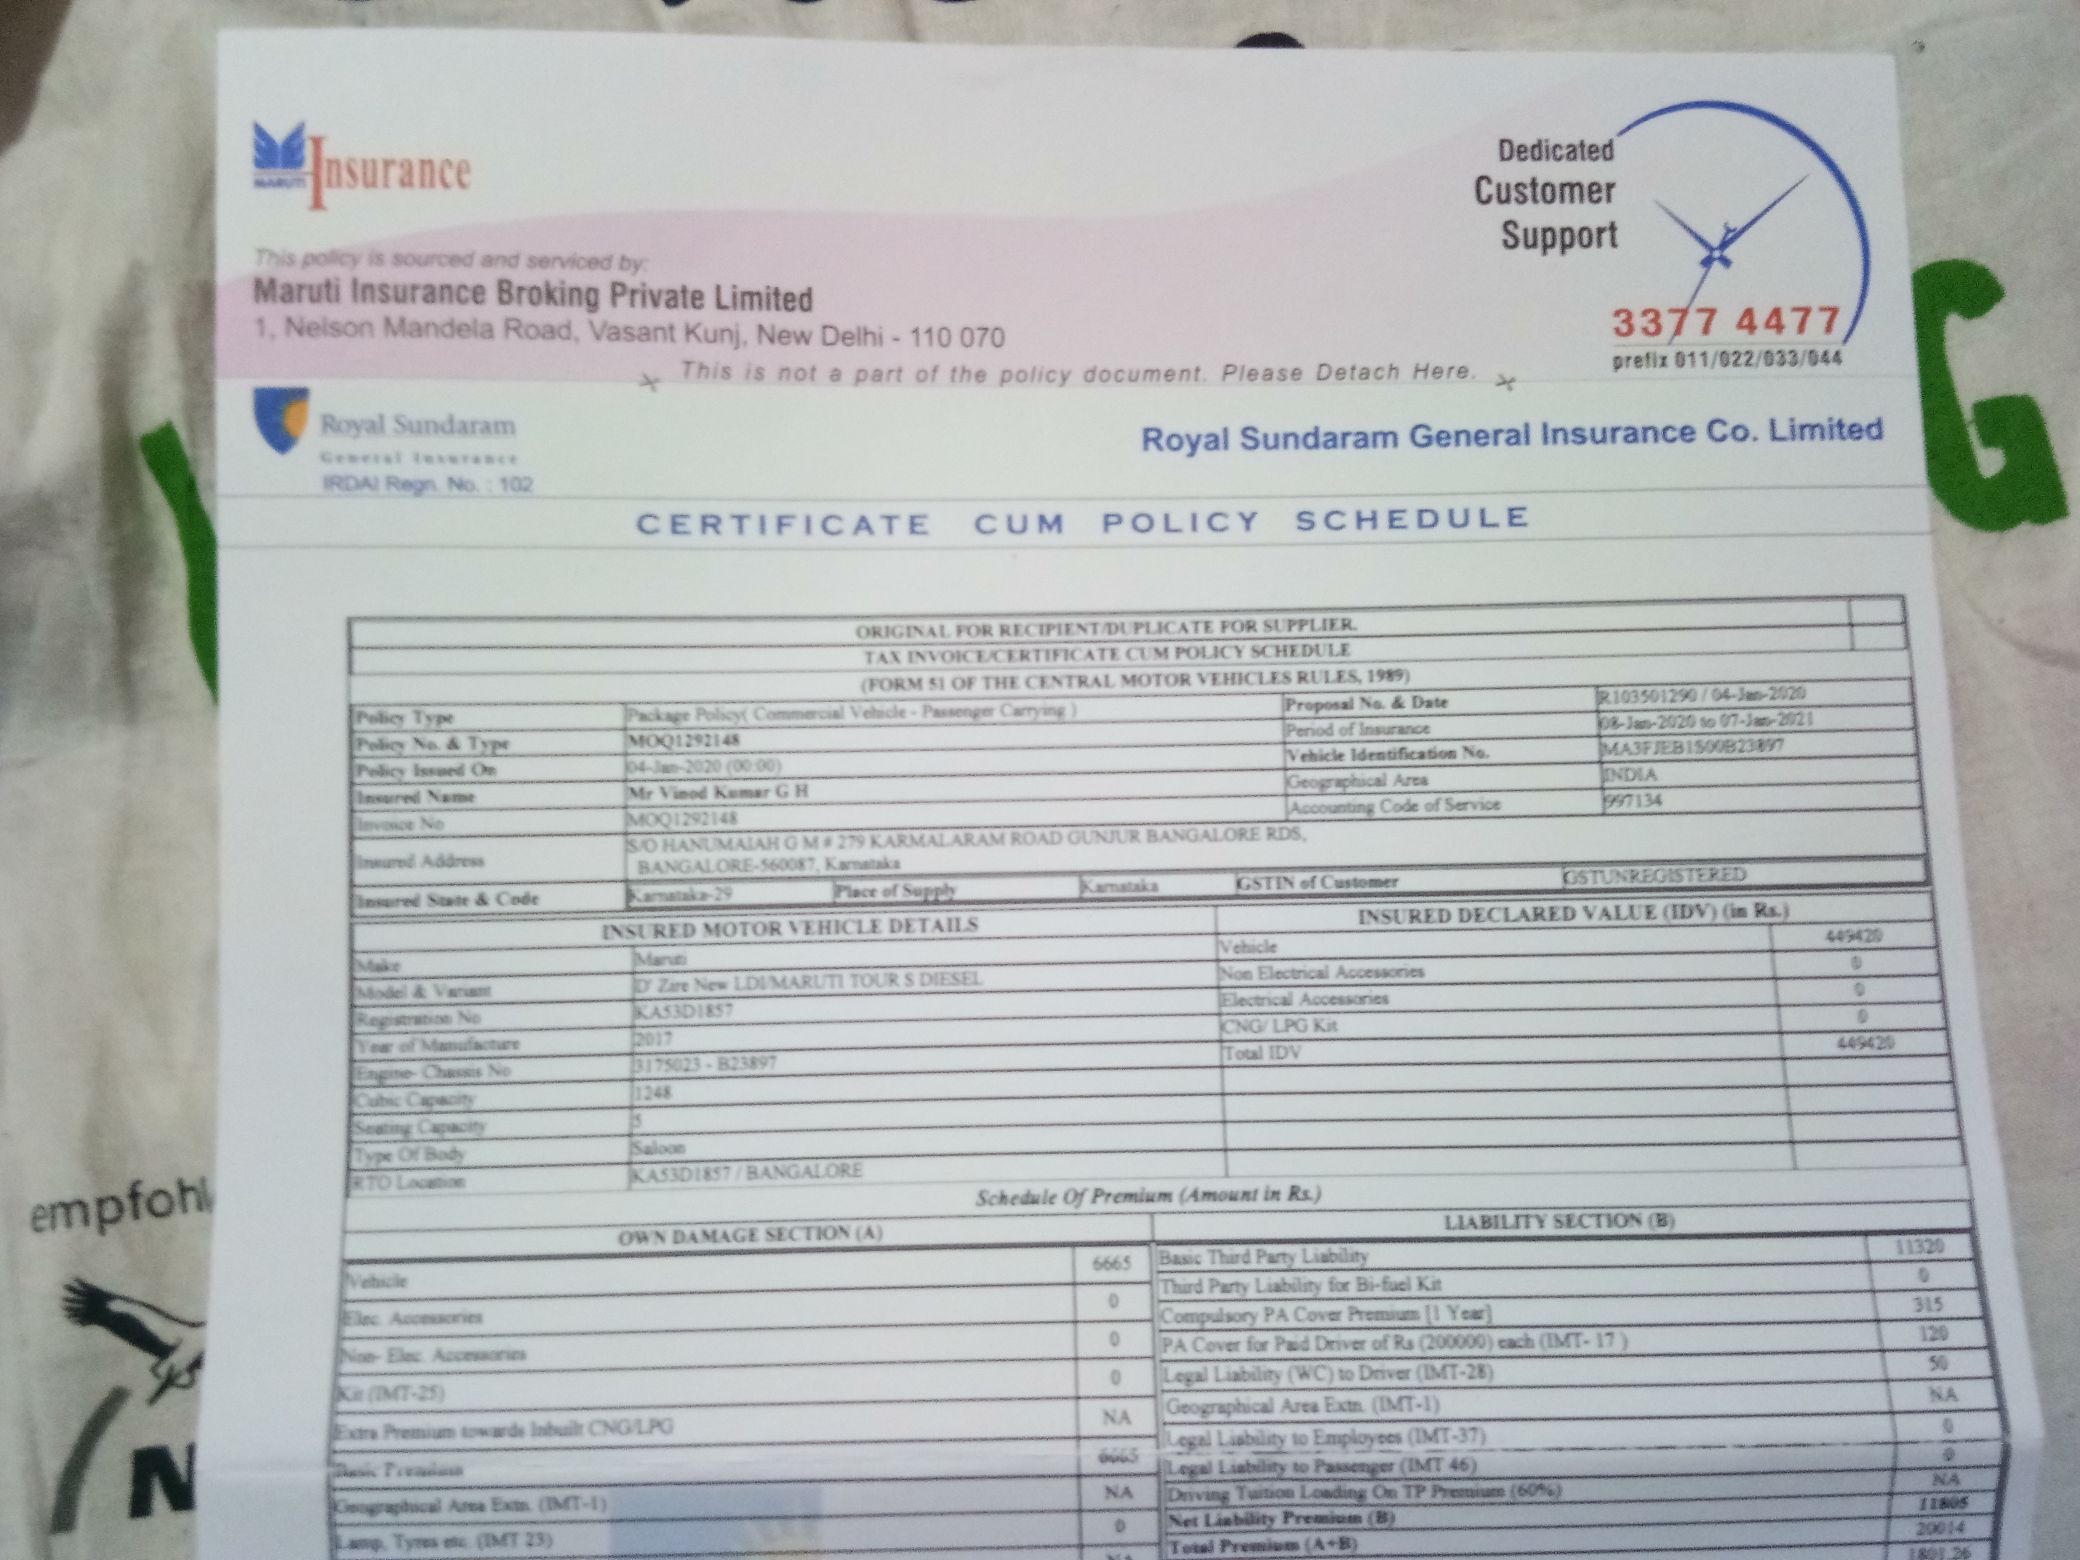 MARUTI Insurance
Dedicated
Customer
Support
3377 4477
prefix 011/022/033/044
This policy is sourced and serviced by:
Maruti Insurance Broking Private Limited
1, Nelson Mandela Road, Vasant Kunj, New Delhi - 110 070
This is not a part of the policy document. Please Detach Here.
Royal Sundaram
General Insurance
IRDAI Regn. No. : 102
Royal Sundaram General Insurance Co. Limited
CERTIFICATE CUM POLICY SCHEDULE
ORIGINAL FOR RECIPIENT/DUPLICATE FOR SUPPLIER.
TAX INVOICE/CERTIFICATE CUM POLICY SCHEDULE
(FORM 51 OF THE CENTRAL MOTOR VEHICLES RULES, 1989)
Policy Type Package Policy( Commercial Vehicle - Passenger Carrying ) Proposal No. & Date R103501290 / 04-Jan-2020
Policy No. & Type MOQ1292148 Period of Insurance 08-Jan-2020 to 07-Jan-2021
Policy Issued On 04-Jan-2020 (00:00) Vehicle Identification No. MA3FJEB1S00B23897
Insured Name Mr Vinod Kumar G H Geographical Area INDIA
Invoice No MOQ1292148 Accounting Code of Service 997134
Insured Address S/O HANUMAIAH G M # 279 KARMALARAM ROAD GUNJUR BANGALORE RDS,
BANGALORE-560087, Karnataka
Insured State & Code Karnataka-29 Place of Supply Karnataka GSTIN of Customer GSTUNREGISTERED
INSURED MOTOR VEHICLE DETAILS INSURED DECLARED VALUE (IDV) (in Rs.)
Make Maruti Vehicle 449420
Model & Variant D' Zire New LDI/MARUTI TOUR S DIESEL Non Electrical Accessories 0
Registration No KA53D1857 Electrical Accessories 0
Year of Manufacture 2017 CNG/ LPG Kit 0
Engine- Chassis No 3175023 - B23897 Total IDV 449420
Cubic Capacity 1248
Seating Capacity 5
Type Of Body Saloon
RTO Location KA53D1857 / BANGALORE
Schedule Of Premium (Amount in Rs.)
OWN DAMAGE SECTION (A) LIABILITY SECTION (B)
Vehicle 6665 Basic Third Party Liability 11320
Elec. Accessories 0 Third Party Liability for Bi-fuel Kit 0
Non- Elec. Accessories 0 Compulsory PA Cover Premium [1 Year] 315
Kit (IMT-25) 0 PA Cover for Paid Driver of Rs (200000) each (IMT- 17 ) 120
Extra Premium towards Inbuilt CNG/LPG NA Legal Liability (WC) to Driver (IMT-28) 50
Basic Premium 6665 Geographical Area Extn. (IMT-1) NA
Geographical Area Extn. (IMT-1) NA Legal Liability to Employees (IMT-37) 0
Lamp, Tyres etc. (IMT 23) 0 Legal Liability to Passenger (IMT 46) 0
Driving Tuition Loading On TP Premium (60%) NA
Net Liability Premium (B) 11805
Total Premium (A+B) 20014
1801.26
empfohl
N
G